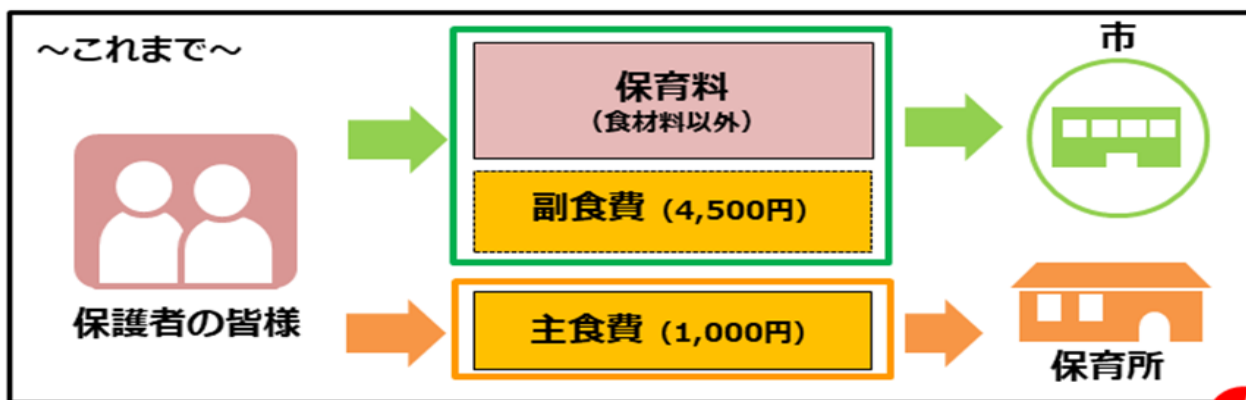 ～これまで～
市
保育料
（食材料以外）
副食費（4,500円）
保護者の皆様
主食費（1,000円）
保育所